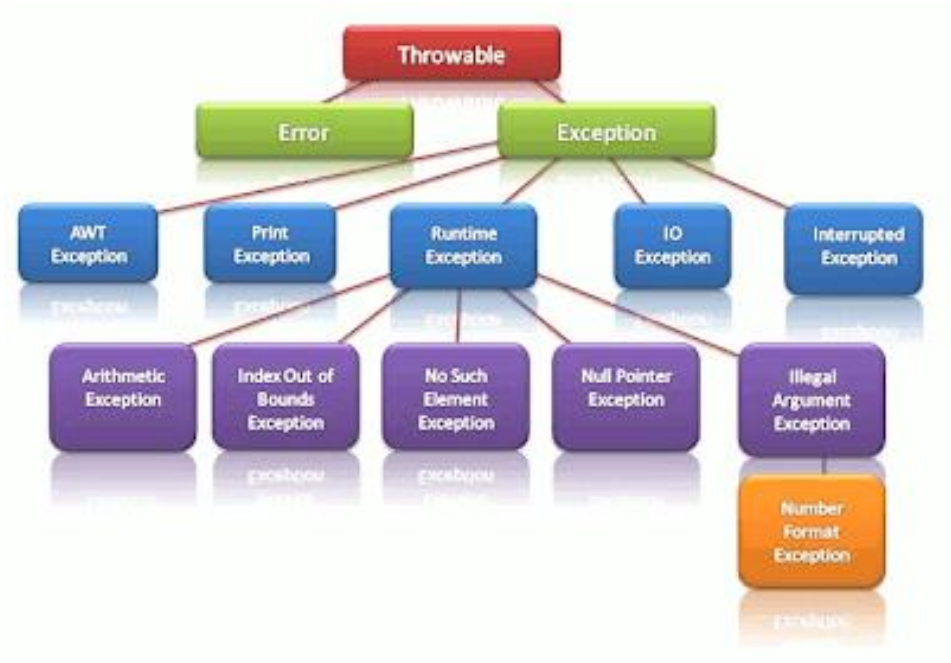 Throwable
Error
Exception
AWT
Exception
Print
Exception
Runtime
Exception
IO
Exception
Interrupted
Exception
Arithmetic
Exception
Index Out of
Bounds
Exception
No Such
Element
Exception
Null Pointer
Exception
Illegal
Argument
Exception
Number
Format
Exception